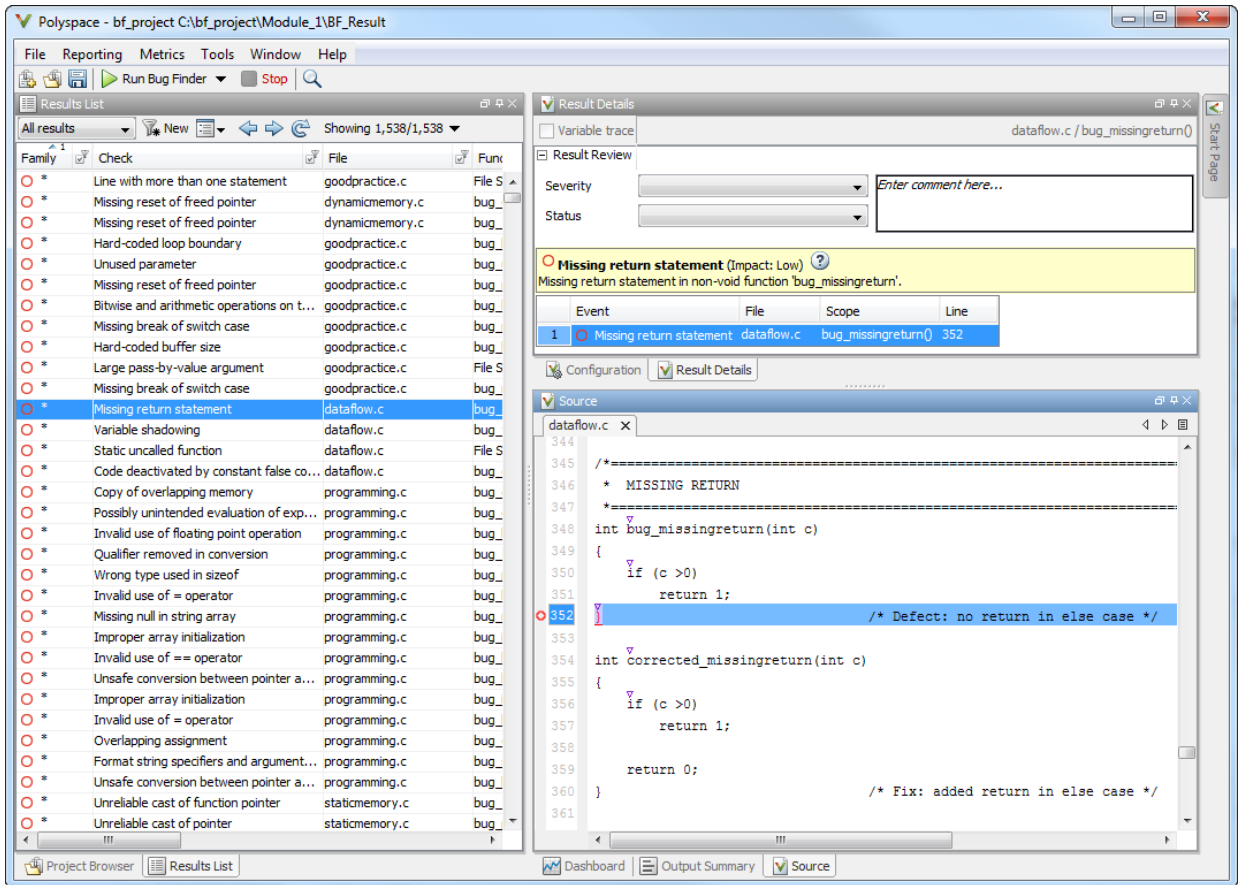 Polyspace - bf_project C:\bf_project\Module_1\BF_Result
File Reporting Metrics Tools Window Help
Run Bug Finder Stop
Results List
All results New Showing 1,538/1,538
Family 1 Check File Func
* Line with more than one statement goodpractice.c File S
* Missing reset of freed pointer dynamicmemory.c bug_
* Missing reset of freed pointer dynamicmemory.c bug_
* Hard-coded loop boundary goodpractice.c bug_
* Unused parameter goodpractice.c bug_
* Missing reset of freed pointer goodpractice.c bug_
* Bitwise and arithmetic operations on t... goodpractice.c bug_
* Missing break of switch case goodpractice.c bug_
* Hard-coded buffer size goodpractice.c bug_
* Large pass-by-value argument goodpractice.c File S
* Missing break of switch case goodpractice.c bug_
* Missing return statement dataflow.c bug_
* Variable shadowing dataflow.c bug_
* Static uncalled function dataflow.c File S
* Code deactivated by constant false co... dataflow.c bug_
* Copy of overlapping memory programming.c bug_
* Possibly unintended evaluation of exp... programming.c bug_
* Invalid use of floating point operation programming.c bug_
* Qualifier removed in conversion programming.c bug_
* Wrong type used in sizeof programming.c bug_
* Invalid use of = operator programming.c bug_
* Missing null in string array programming.c bug_
* Improper array initialization programming.c bug_
* Invalid use of == operator programming.c bug_
* Unsafe conversion between pointer a... programming.c bug_
* Improper array initialization programming.c bug_
* Invalid use of = operator programming.c bug_
* Overlapping assignment programming.c bug_
* Format string specifiers and argument... programming.c bug_
* Unsafe conversion between pointer a... programming.c bug_
* Unreliable cast of function pointer staticmemory.c bug_
* Unreliable cast of pointer staticmemory.c bug_
Project Browser Results List
Result Details
Variable trace dataflow.c / bug_missingreturn()
Result Review
Severity Enter comment here...
Status
Missing return statement (Impact: Low) ?
Missing return statement in non-void function 'bug_missingreturn'.
Event File Scope Line
1 Missing return statement dataflow.c bug_missingreturn() 352
Configuration Result Details
Source
dataflow.c X
344
345 /*========================================================================
346 * MISSING RETURN
347 *========================================================================
348 int bug_missingreturn(int c)
349 {
350 if (c >0)
351 return 1;
352 } /* Defect: no return in else case */
353
354 int corrected_missingreturn(int c)
355 {
356 if (c >0)
357 return 1;
358
359 return 0;
360 } /* Fix: added return in else case */
361
Dashboard Output Summary Source
Start Page